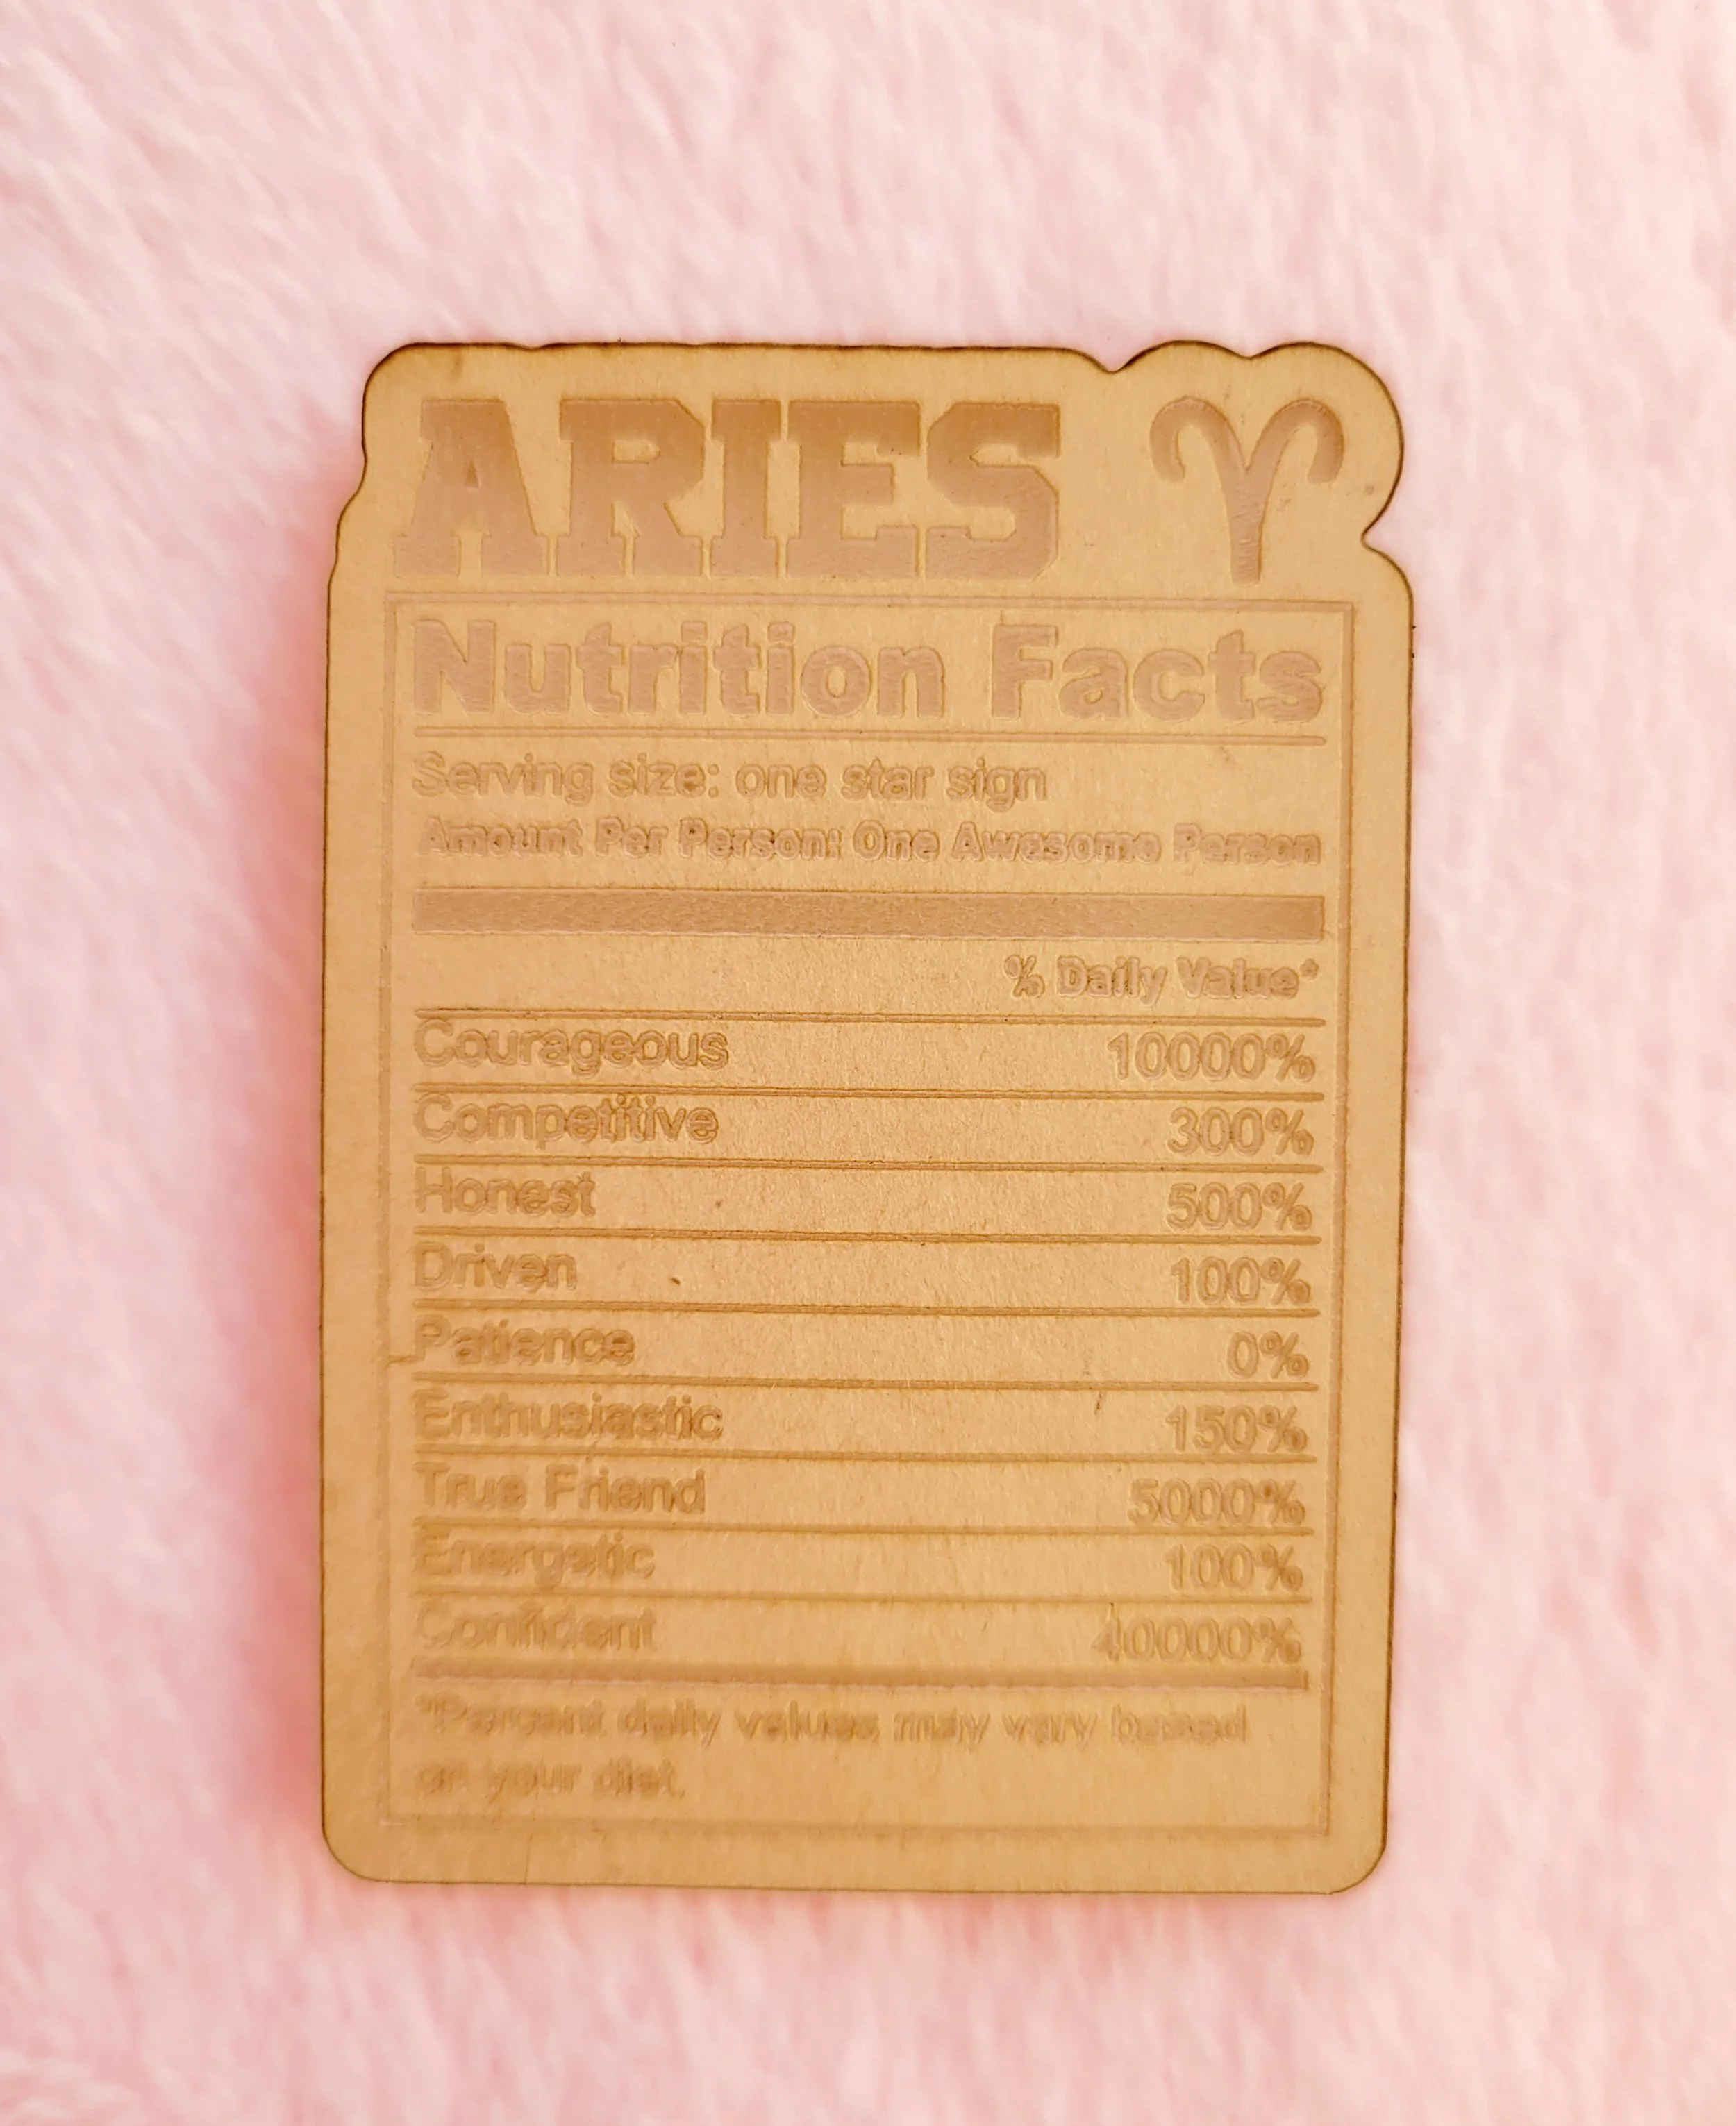 ARIES ♈
Nutrition Facts
Serving size: one star sign
Amount Per Person: One Awesome Person
% Daily Value*
Courageous 10000%
Competitive 300%
Honest 500%
Driven 100%
Patience 0%
Enthusiastic 150%
True Friend 5000%
Energetic 100%
Confident 40000%
*Percent daily values may vary based
on your diet.